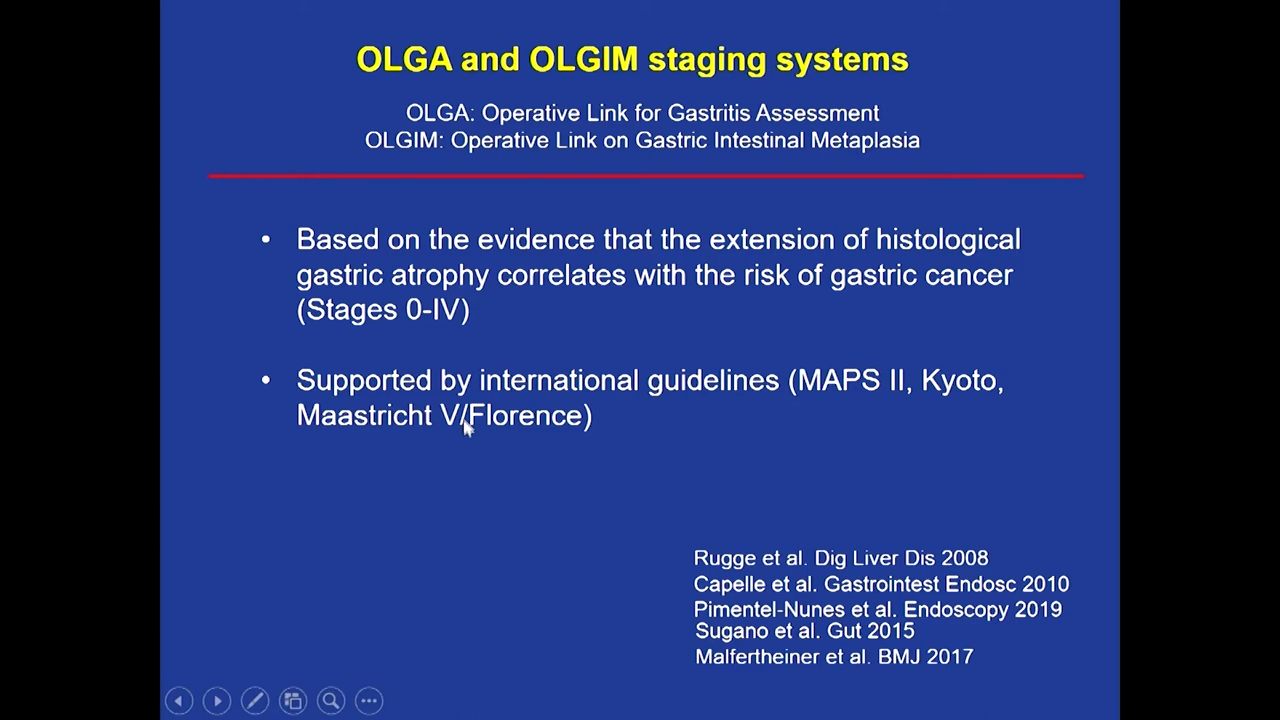 OLGA and OLGIM staging systems
OLGA: Operative Link for Gastritis Assessment
OLGIM: Operative Link on Gastric Intestinal Metaplasia
• Based on the evidence that the extension of histological
gastric atrophy correlates with the risk of gastric cancer
(Stages 0-IV)
• Supported by international guidelines (MAPS II, Kyoto,
Maastricht V/Florence)
Rugge et al. Dig Liver Dis 2008
Capelle et al. Gastrointest Endosc 2010
Pimentel-Nunes et al. Endoscopy 2019
Sugano et al. Gut 2015
Malfertheiner et al. BMJ 2017